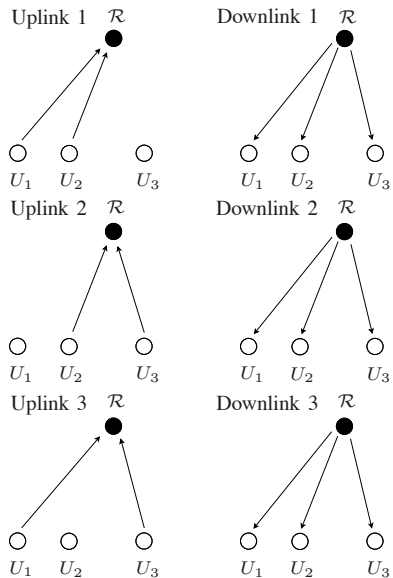 Uplink 1 𝓡 Downlink 1 𝓡
U₁ U₂ U₃ U₁ U₂ U₃
Uplink 2 𝓡 Downlink 2 𝓡
U₁ U₂ U₃ U₁ U₂ U₃
Uplink 3 𝓡 Downlink 3 𝓡
U₁ U₂ U₃ U₁ U₂ U₃